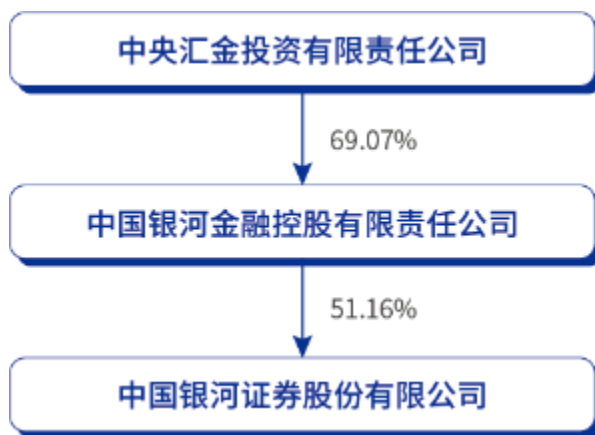 中央汇金投资有限责任公司
69.07%
中国银河金融控股有限责任公司
51.16%
中国银河证券股份有限公司